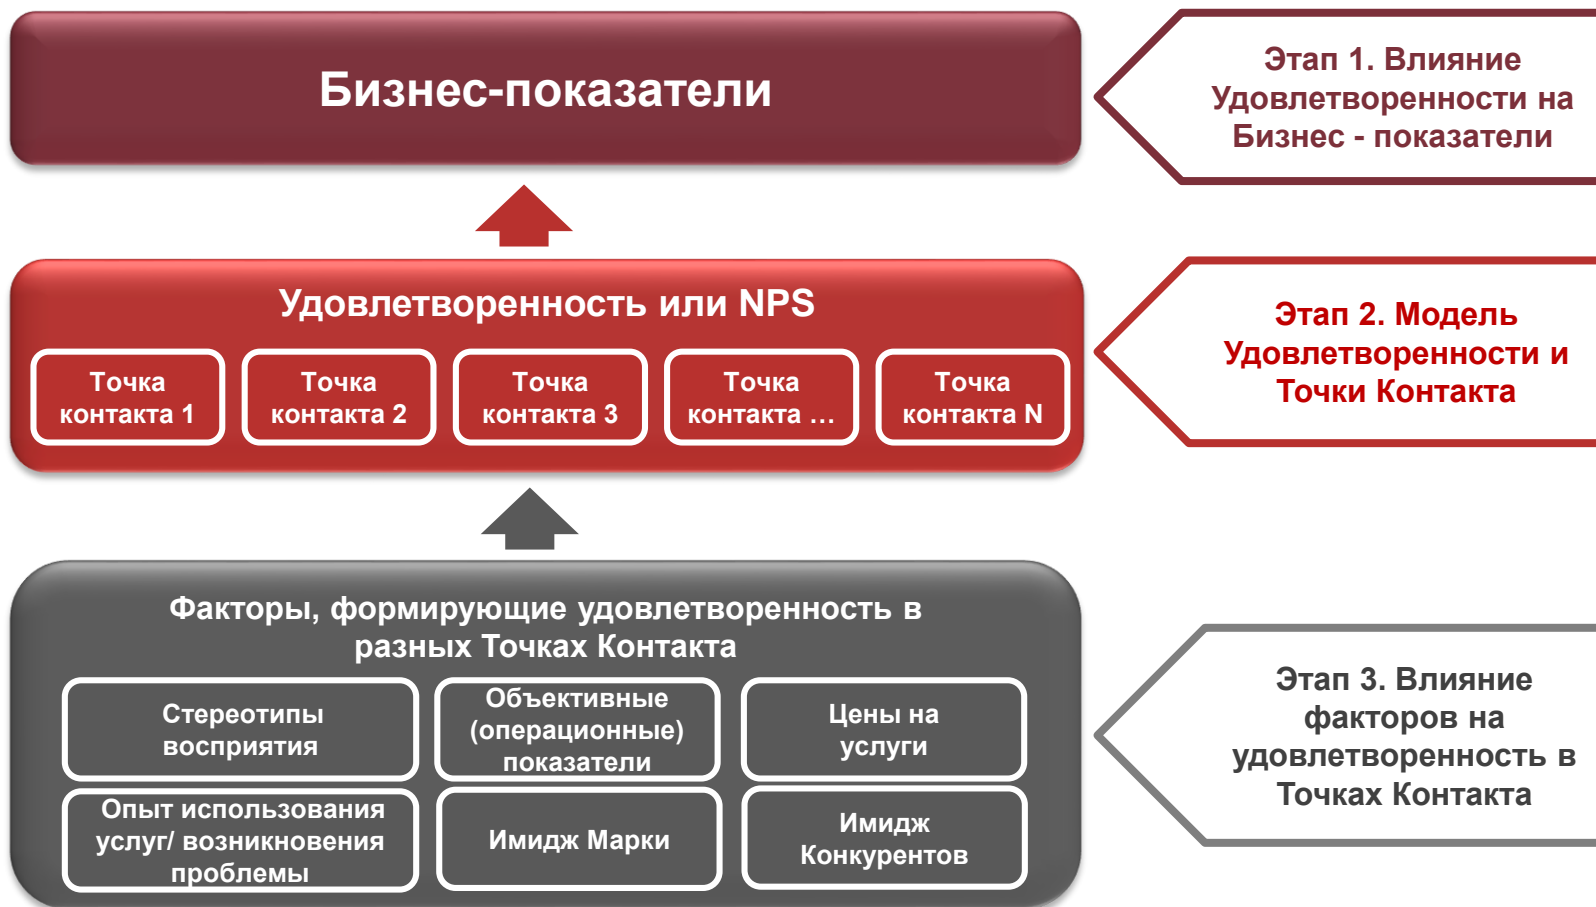 Бизнес-показатели
Этап 1. Влияние
Удовлетворенности на
Бизнес - показатели
Удовлетворенность или NPS
Точка
контакта 1
Точка
контакта 2
Точка
контакта 3
Точка
контакта ...
Точка
контакта N
Этап 2. Модель
Удовлетворенности и
Точки Контакта
Факторы, формирующие удовлетворенность в
разных Точках Контакта
Стереотипы
восприятия
Объективные
(операционные)
показатели
Цены на
услуги
Опыт использования
услуг/ возникновения
проблемы
Имидж Марки
Имидж
Конкурентов
Этап 3. Влияние
факторов на
удовлетворенность в
Точках Контакта